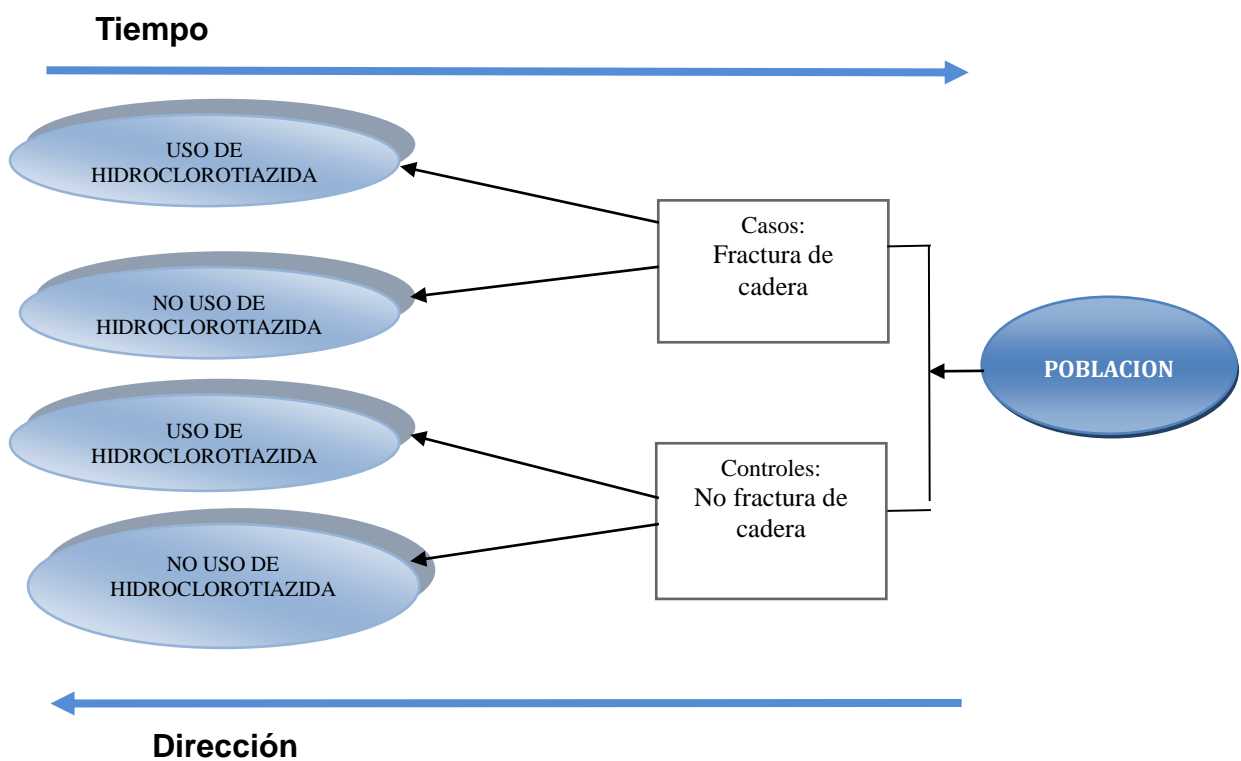 Tiempo
USO DE
HIDROCLOROTIAZIDA
NO USO DE
HIDROCLOROTIAZIDA
USO DE
HIDROCLOROTIAZIDA
NO USO DE
HIDROCLOROTIAZIDA
Casos:
Fractura de
cadera
Controles:
No fractura de
cadera
POBLACION
Dirección